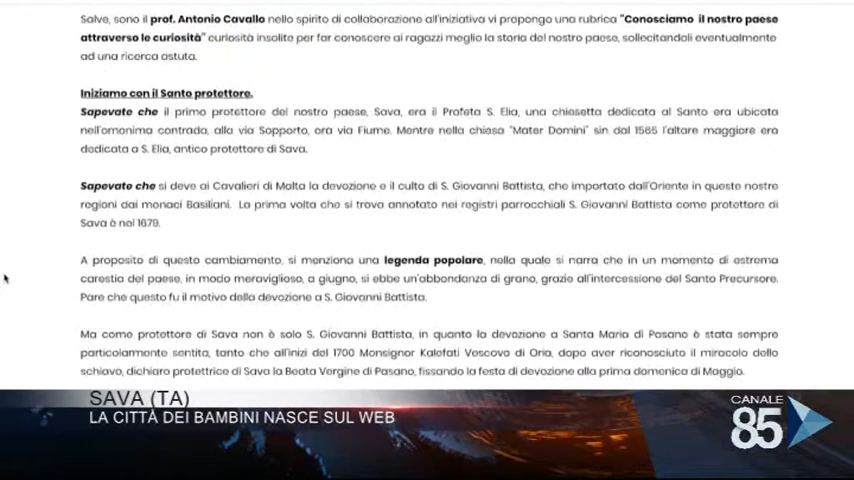 Salve, sono il prof. Antonio Cavallo nello spirito di collaborazione all'iniziativa vi propongo una rubrica "Conosciamo il nostro paese
attraverso le curiosità" curiosità insolite per far conoscere ai ragazzi meglio la storia del nostro paese, sollecitandoli eventualmente
ad una ricerca astuta.
Iniziamo con il Santo protettore.
Sapevate che il primo protettore del nostro paese, Sava, era il Profeta S. Elia, una chiesetta dedicata al Santo era ubicata
nell'omonima contrada, alla via Sopporto, ora via Fiume. Mentre nella chiesa "Mater Domini" sin dal 1565 l'altare maggiore era
dedicata a S. Elia, antico protettore di Sava.
Sapevate che si deve ai Cavalieri di Malta la devozione e il culto di S. Giovanni Battista, che importato dall'Oriente in queste nostre
regioni dai monaci Basiliani. La prima volta che si trova annotato nei registri parrocchiali S. Giovanni Battista come protettore di
Sava è nel 1679.
A proposito di questo cambiamento, si menziona una legenda popolare, nella quale si narra che in un momento di estrema
carestia del paese, in modo meraviglioso, a giugno, si ebbe un'abbondanza di grano, grazie all'intercessione del Santo Precursore.
Pare che questo fu il motivo della devozione a S. Giovanni Battista.
Ma come protettore di Sava non è solo S. Giovanni Battista, in quanto la devozione a Santa Maria di Pasano è stata sempre
particolarmente sentita, tanto che all'inizi del 1700 Monsignor Kalefati Vescovo di Oria, dopo aver riconosciuto il miracolo dello
schiavo, dichiaro protettrice di Sava la Beata Vergine di Pasano, fissando la festa di devozione alla prima domenica di Maggio.
SAVA (TA)
LA CITTÀ DEI BAMBINI NASCE SUL WEB
CANALE
85